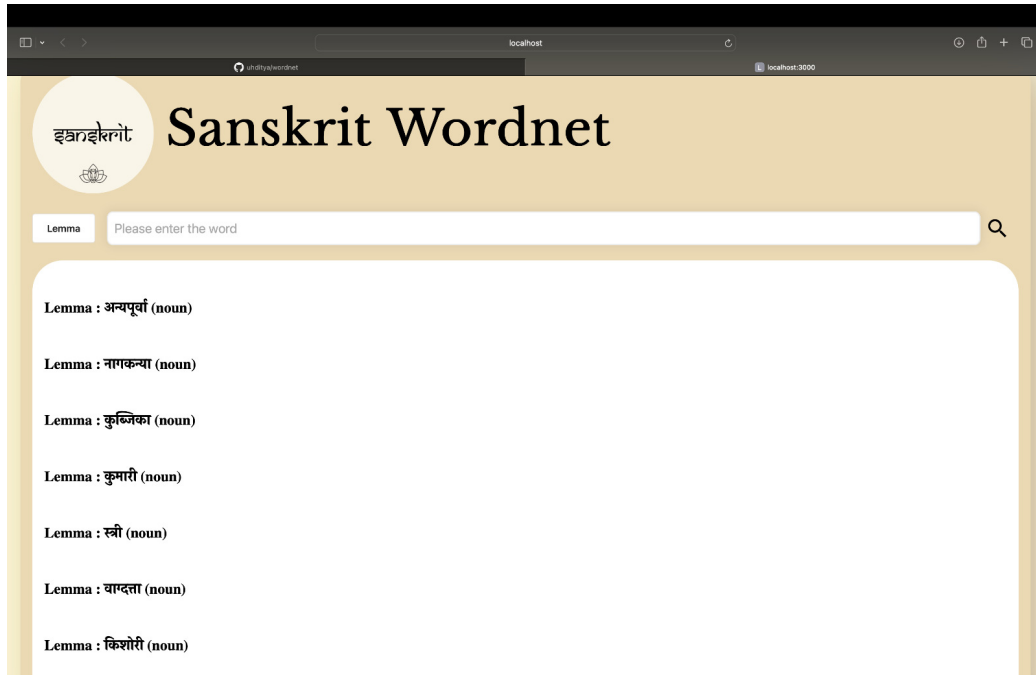 localhost
uhditya/wordnet
L localhost:3000
sanskrit
Sanskrit Wordnet
Lemma
Please enter the word
Lemma : अन्यपूर्वा (noun)
Lemma : नागकन्या (noun)
Lemma : कुब्जिका (noun)
Lemma : कुमारी (noun)
Lemma : स्त्री (noun)
Lemma : वाग्दत्ता (noun)
Lemma : किशोरी (noun)